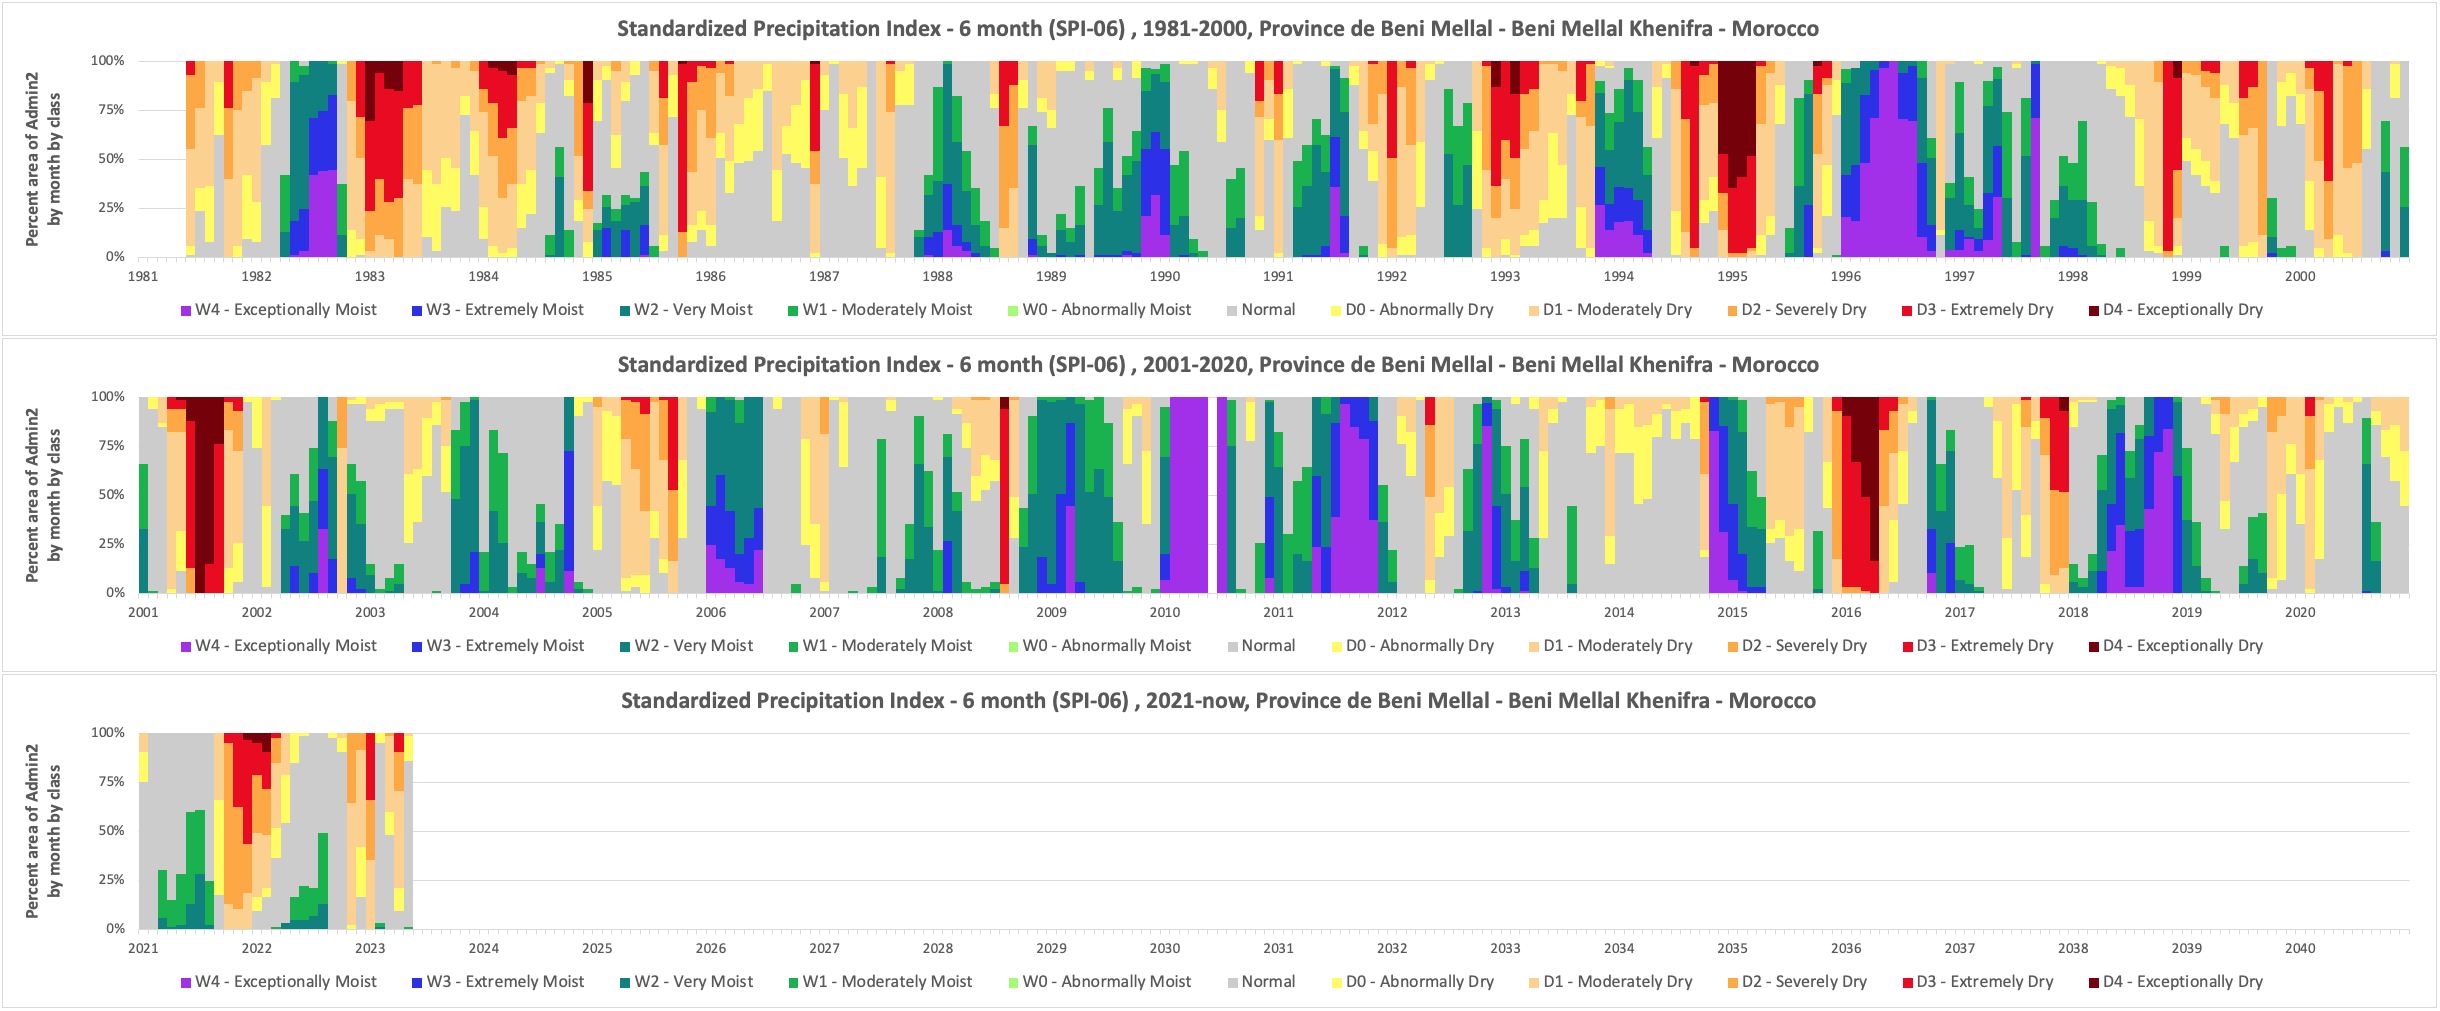 Standardized Precipitation Index - 6 month (SPI-06) , 1981-2000, Province de Beni Mellal - Beni Mellal Khenifra - Morocco
Percent area of Admin2
by month by class
100%
75%
50%
25%
0%
1981 1982 1983 1984 1985 1986 1987 1988 1989 1990 1991 1992 1993 1994 1995 1996 1997 1998 1999 2000
W4 - Exceptionally Moist W3 - Extremely Moist W2 - Very Moist W1 - Moderately Moist W0 - Abnormally Moist Normal D0 - Abnormally Dry D1 - Moderately Dry D2 - Severely Dry D3 - Extremely Dry D4 - Exceptionally Dry
Standardized Precipitation Index - 6 month (SPI-06) , 2001-2020, Province de Beni Mellal - Beni Mellal Khenifra - Morocco
Percent area of Admin2
by month by class
100%
75%
50%
25%
0%
2001 2002 2003 2004 2005 2006 2007 2008 2009 2010 2011 2012 2013 2014 2015 2016 2017 2018 2019 2020
W4 - Exceptionally Moist W3 - Extremely Moist W2 - Very Moist W1 - Moderately Moist W0 - Abnormally Moist Normal D0 - Abnormally Dry D1 - Moderately Dry D2 - Severely Dry D3 - Extremely Dry D4 - Exceptionally Dry
Standardized Precipitation Index - 6 month (SPI-06) , 2021-now, Province de Beni Mellal - Beni Mellal Khenifra - Morocco
Percent area of Admin2
by month by class
100%
75%
50%
25%
0%
2021 2022 2023 2024 2025 2026 2027 2028 2029 2030 2031 2032 2033 2034 2035 2036 2037 2038 2039 2040
W4 - Exceptionally Moist W3 - Extremely Moist W2 - Very Moist W1 - Moderately Moist W0 - Abnormally Moist Normal D0 - Abnormally Dry D1 - Moderately Dry D2 - Severely Dry D3 - Extremely Dry D4 - Exceptionally Dry